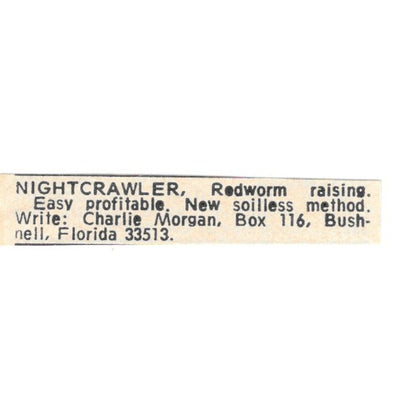 NIGHTCRAWLER, Redworm raising.
Easy profitable. New soilless method.
Write: Charlie Morgan, Box 116, Bush-
nell, Florida 33513.